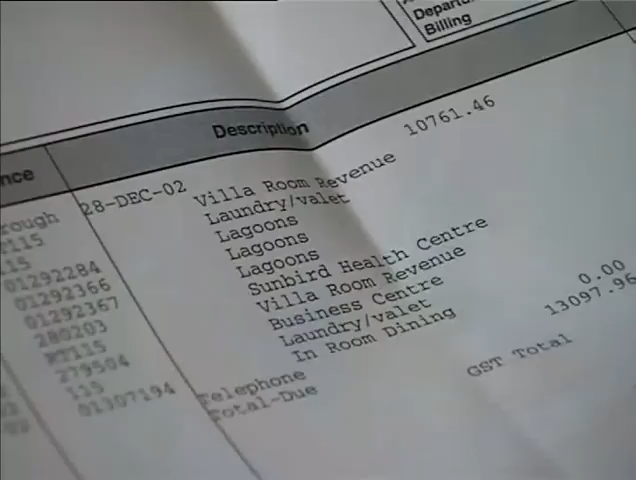 Billing
nce Description
28-DEC-02 Villa Room Revenue 10761.46
rough Laundry/valet
Lagoons
Lagoons
01292284 Lagoons
01292366 Sunbird Health Centre
01292367 Villa Room Revenue
280203 Business Centre
RT115 Laundry/valet
279504 In Room Dining
115 Telephone 0.00
01307194 Total-Due 13097.96
GST Total